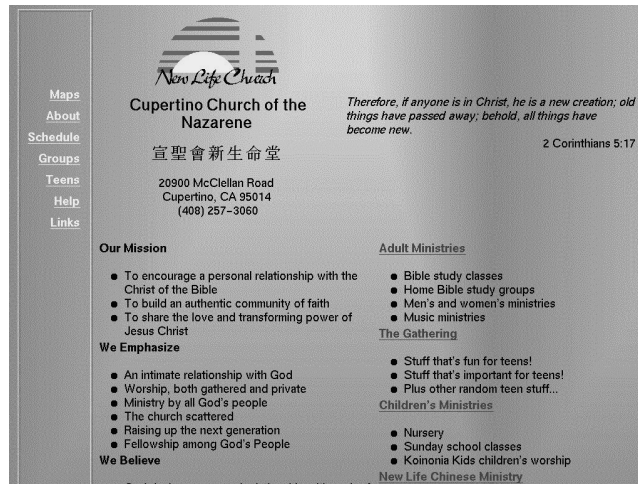 New Life Church
Cupertino Church of the
Nazarene
宣聖會新生命堂
20900 McClellan Road
Cupertino, CA 95014
(408) 257-3060
Therefore, if anyone is in Christ, he is a new creation; old
things have passed away; behold, all things have
become new.
2 Corinthians 5:17
Maps
About
Schedule
Groups
Teens
Help
Links
Our Mission
To encourage a personal relationship with the
Christ of the Bible
To build an authentic community of faith
To share the love and transforming power of
Jesus Christ
We Emphasize
An intimate relationship with God
Worship, both gathered and private
Ministry by all God's people
The church scattered
Raising up the next generation
Fellowship among God's People
We Believe
Adult Ministries
Bible study classes
Home Bible study groups
Men's and women's ministries
Music ministries
The Gathering
Stuff that's fun for teens!
Stuff that's important for teens!
Plus other random teen stuff...
Children's Ministries
Nursery
Sunday school classes
Koinonia Kids children's worship
New Life Chinese Ministry